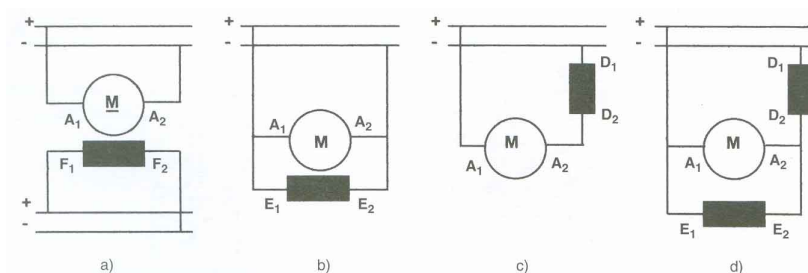 +
-
M
A1 A2
F1 F2
+
-
a)
+
-
A1 A2
M
E1 E2
b)
+
-
D1
D2
M
A1 A2
c)
+
-
D1
D2
M
A1 A2
E1 E2
d)